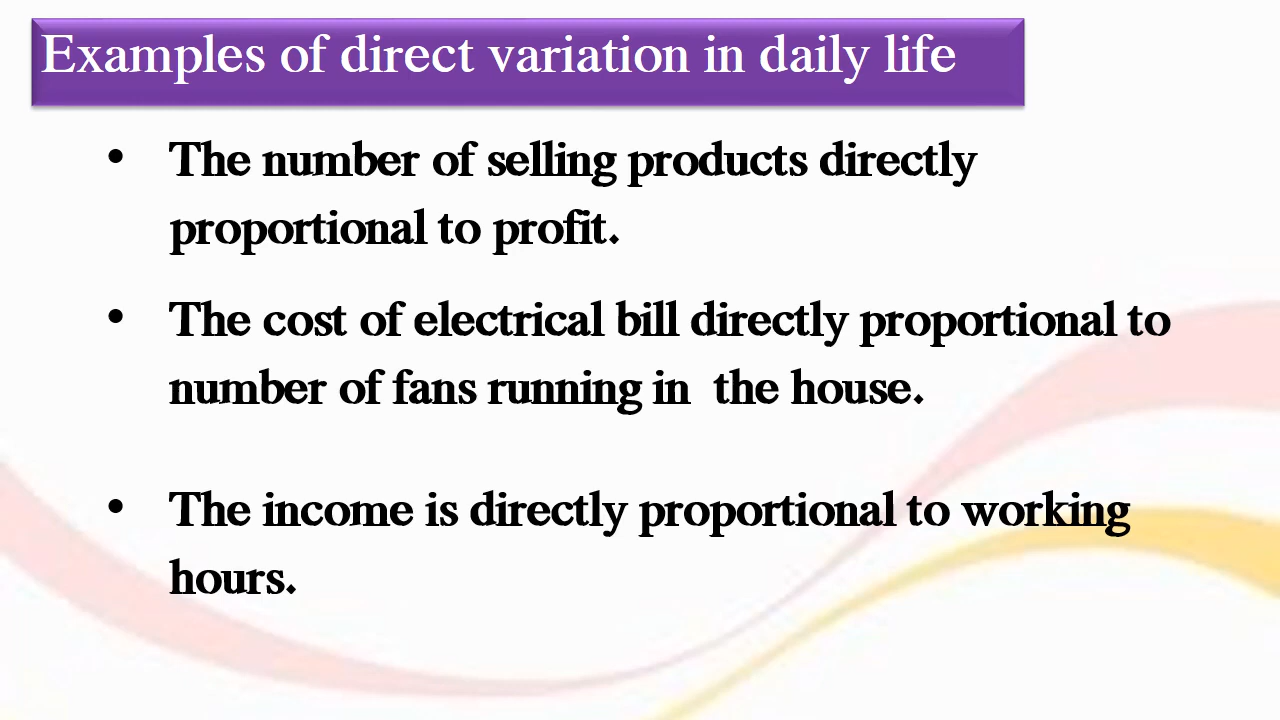 Examples of direct variation in daily life
• The number of selling products directly
proportional to profit.
• The cost of electrical bill directly proportional to
number of fans running in  the house.
• The income is directly proportional to working
hours.